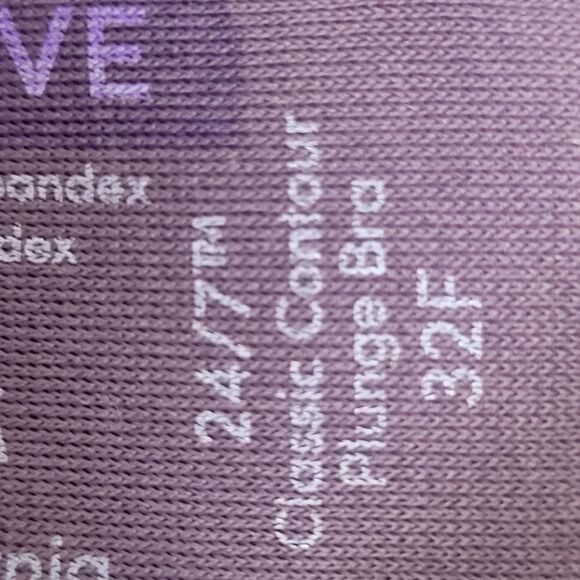 VE
pandex
dex
24/7™
Classic Contour
Plunge Bra
32F